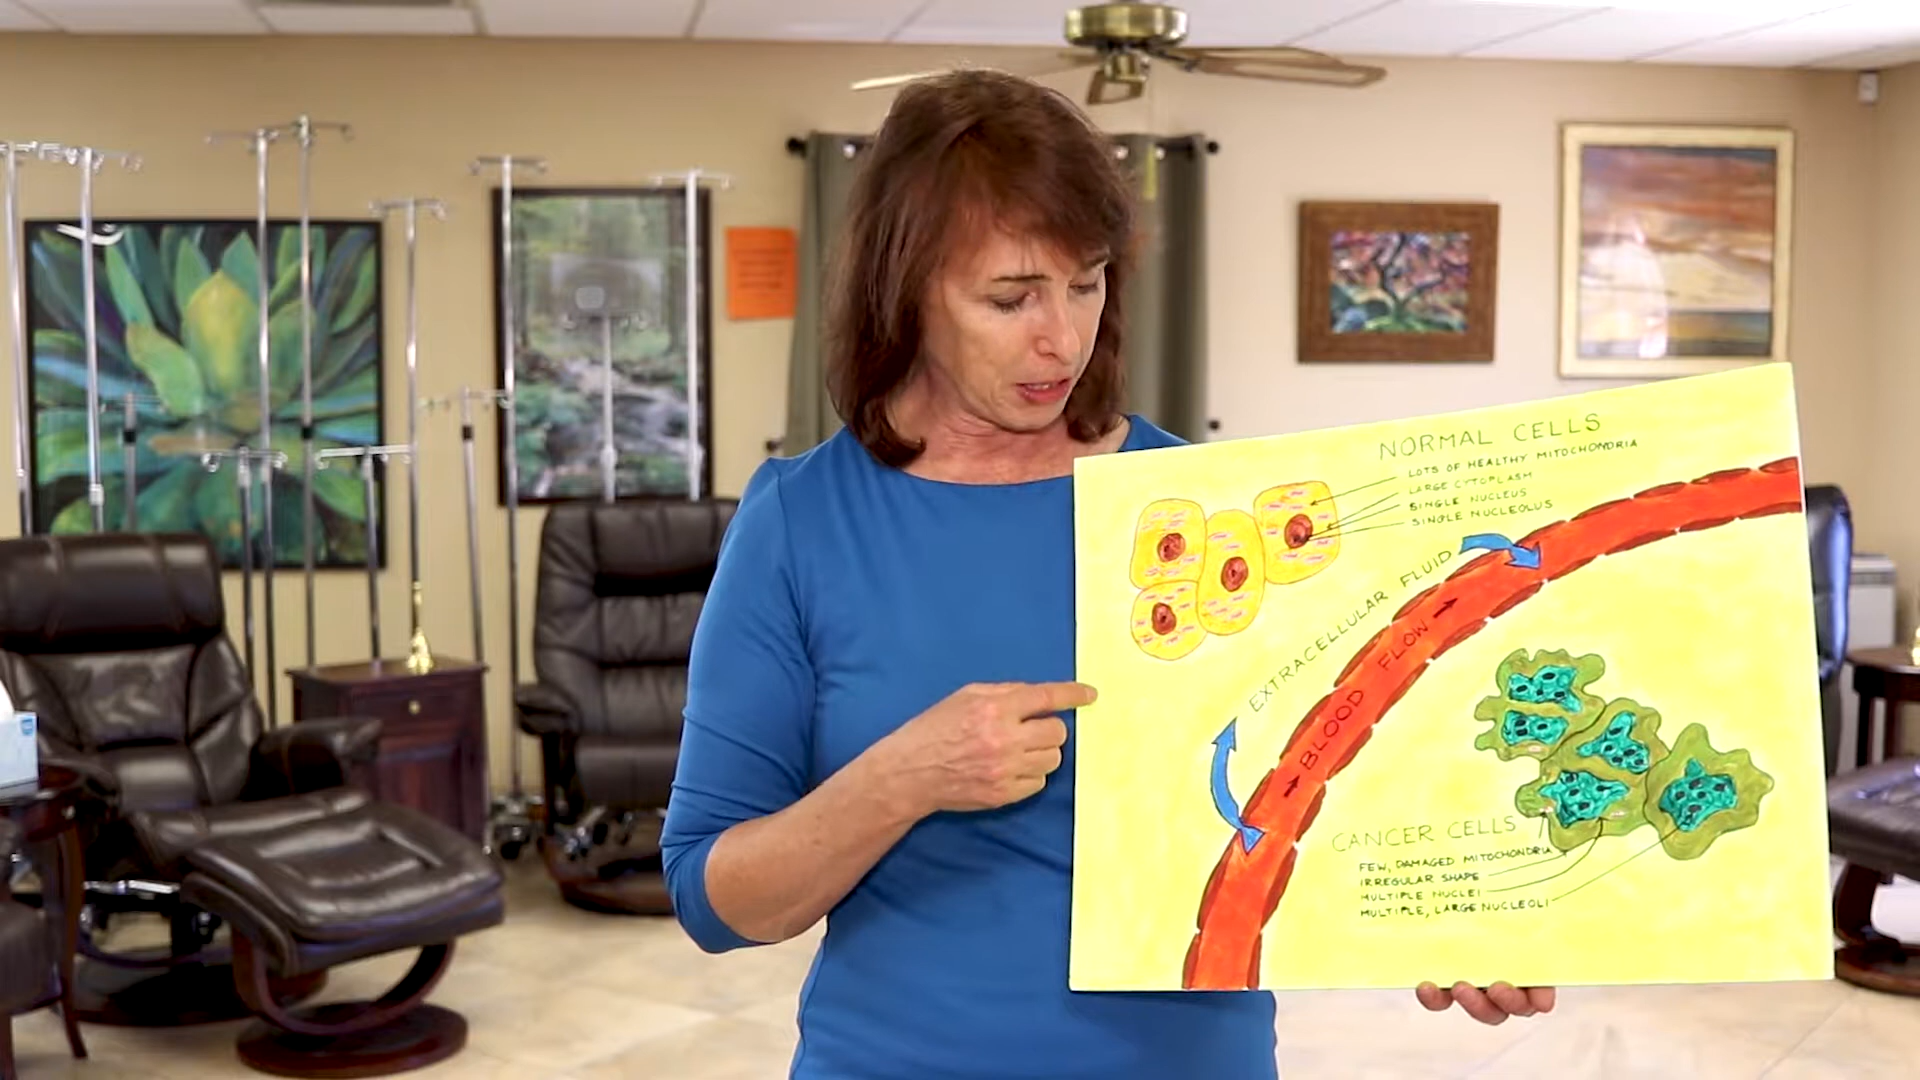 NORMAL CELLS
LOTS OF HEALTHY MITOCHONDRIA
LARGE CYTOPLASM
SINGLE NUCLEUS
SINGLE NUCLEOLUS
EXTRACELLULAR FLUID
→ BLOOD FLOW →
CANCER CELLS
FEW, DAMAGED MITOCHONDRIA
IRREGULAR SHAPE
MULTIPLE NUCLEI
MULTIPLE, LARGE NUCLEOLI